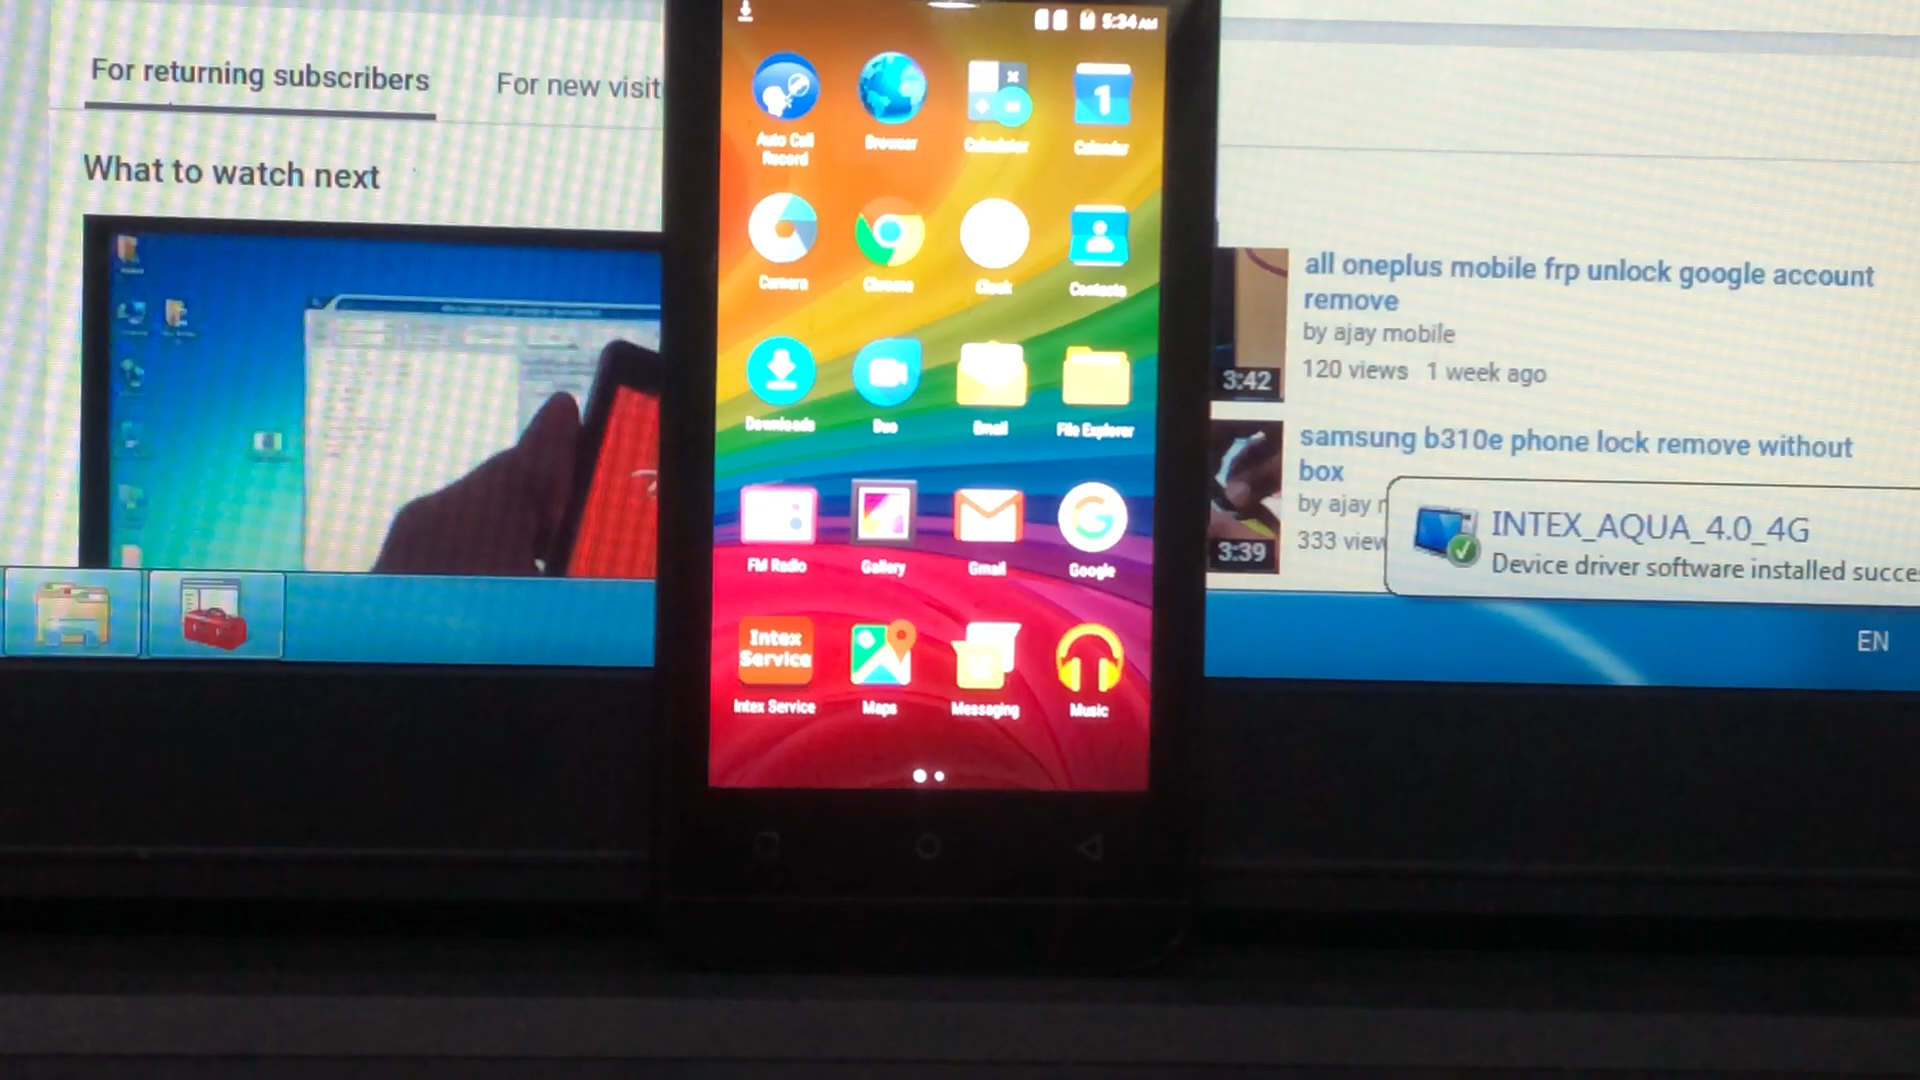 For returning subscribers
For new visit
What to watch next
5:34 AM
Auto Call
Record
Browser
Calculator
Calendar
1
Camera
Chrome
Clock
Contacts
Downloads
Duo
Email
File Explorer
FM Radio
Gallery
Gmail
Google
Intex
Service
Intex Service
Maps
Messaging
Music
all oneplus mobile frp unlock google account
remove
by ajay mobile
120 views 1 week ago
3:42
samsung b310e phone lock remove without
box
by ajay
333 view
3:39
INTEX_AQUA_4.0_4G
Device driver software installed succe
EN